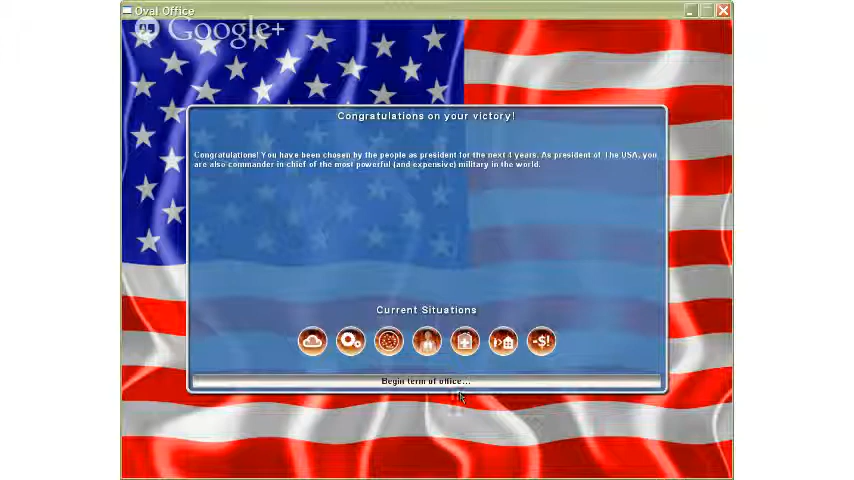 Oval Office
Google+
Congratulations on your victory!
Congratulations! You have been chosen by the people as president for the next 4 years. As president of The USA, you
are also commander in chief of the most powerful (and expensive) military in the world.
Current Situations
-$!
Begin term of office...